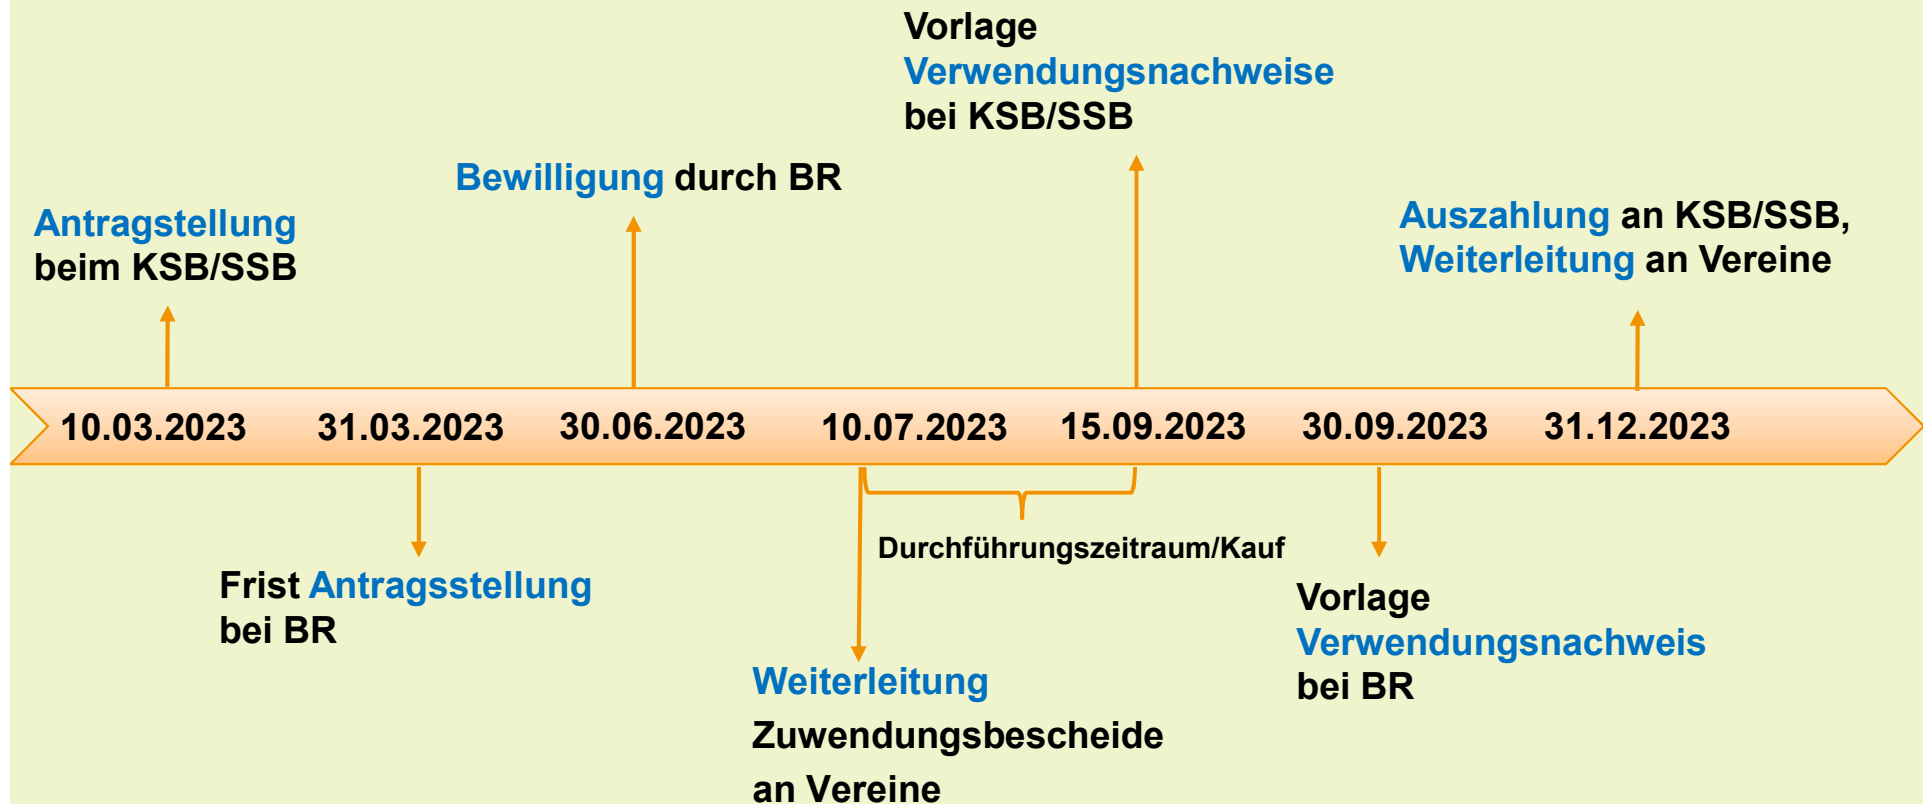 Vorlage
Verwendungsnachweise
bei KSB/SSB
Bewilligung durch BR
Antragstellung
beim KSB/SSB
Auszahlung an KSB/SSB,
Weiterleitung an Vereine
10.03.2023 31.03.2023 30.06.2023 10.07.2023 15.09.2023 30.09.2023 31.12.2023
Durchführungszeitraum/Kauf
Frist Antragsstellung
bei BR
Vorlage
Verwendungsnachweis
bei BR
Weiterleitung
Zuwendungsbescheide
an Vereine